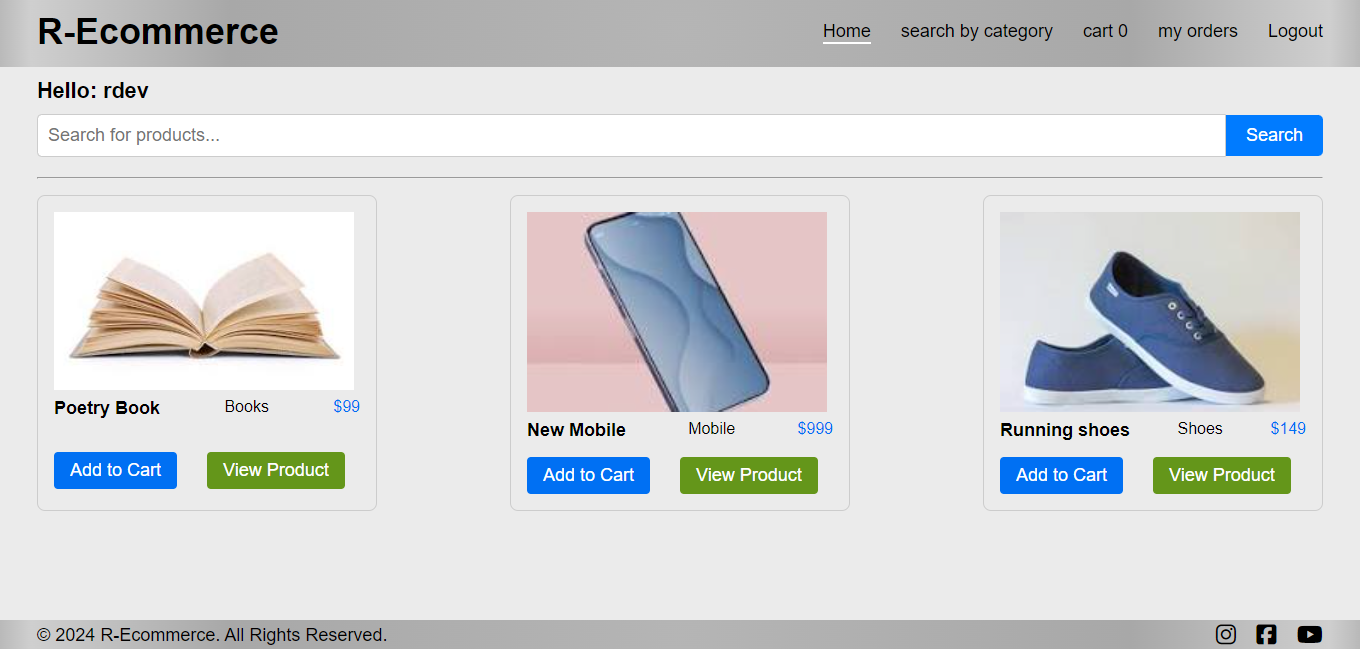 R-Ecommerce
Home search by category cart 0 my orders Logout
Hello: rdev
Search for products...
Search
Poetry Book Books $99
Add to Cart View Product
New Mobile Mobile $999
Add to Cart View Product
Running shoes Shoes $149
Add to Cart View Product
© 2024 R-Ecommerce. All Rights Reserved.